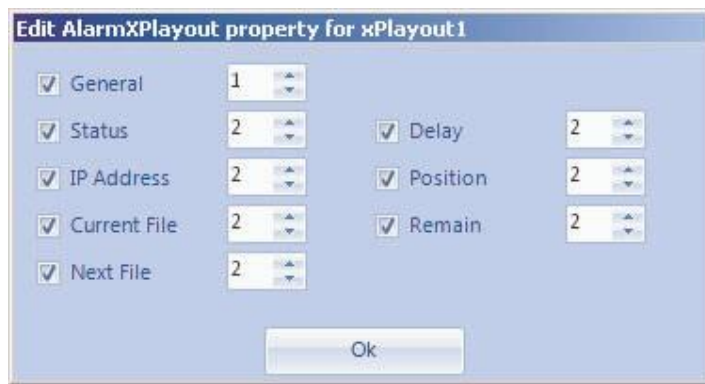 Edit AlarmXPlayout property for xPlayout1
General 1
Status 2 Delay 2
IP Address 2 Position 2
Current File 2 Remain 2
Next File 2
Ok